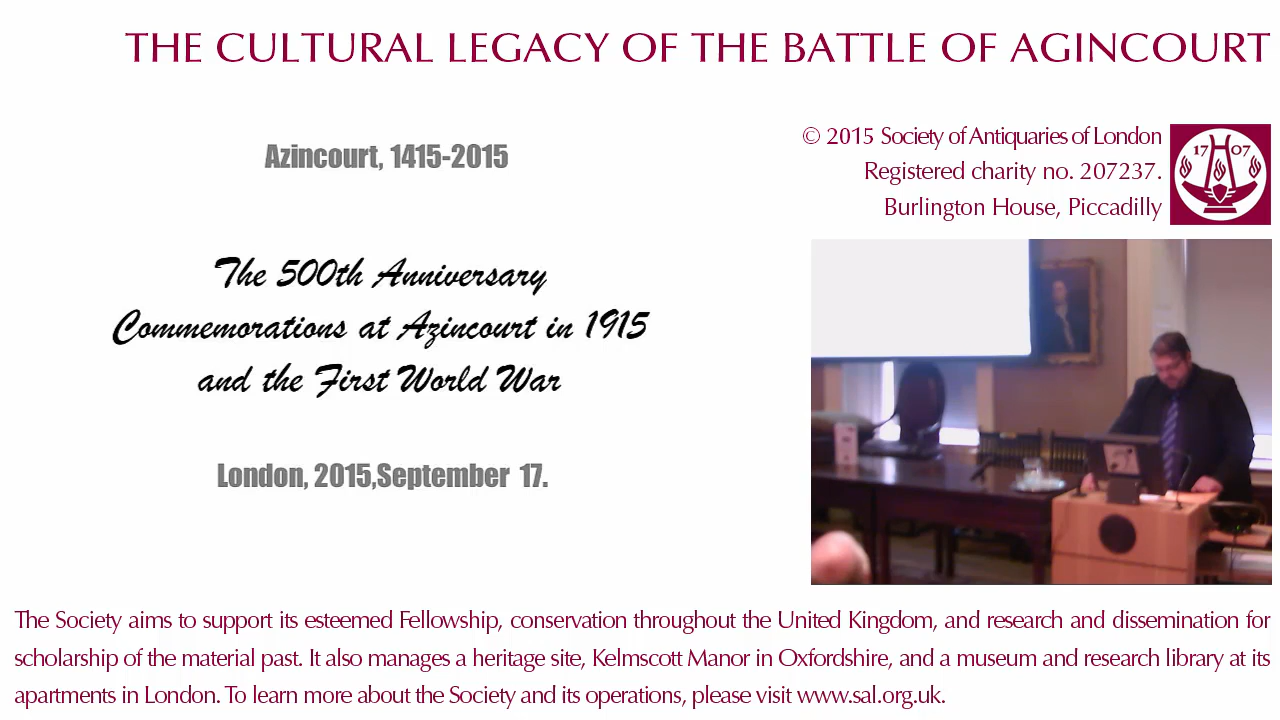 THE CULTURAL LEGACY OF THE BATTLE OF AGINCOURT
Azincourt, 1415-2015
The 500th Anniversary
Commemorations at Azincourt in 1915
and the First World War
London, 2015,September 17.
© 2015 Society of Antiquaries of London
Registered charity no. 207237.
Burlington House, Piccadilly
17 07
The Society aims to support its esteemed Fellowship, conservation throughout the United Kingdom, and research and dissemination for
scholarship of the material past. It also manages a heritage site, Kelmscott Manor in Oxfordshire, and a museum and research library at its
apartments in London. To learn more about the Society and its operations, please visit www.sal.org.uk.